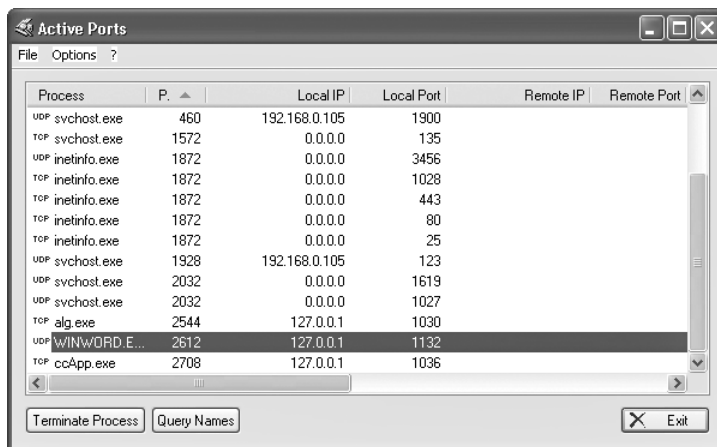 Active Ports
File Options ?
Process P. Local IP Local Port Remote IP Remote Port
UDP svchost.exe 460 192.168.0.105 1900
TCP svchost.exe 1572 0.0.0.0 135
UDP inetinfo.exe 1872 0.0.0.0 3456
TCP inetinfo.exe 1872 0.0.0.0 1028
TCP inetinfo.exe 1872 0.0.0.0 443
TCP inetinfo.exe 1872 0.0.0.0 80
TCP inetinfo.exe 1872 0.0.0.0 25
UDP svchost.exe 1928 192.168.0.105 123
UDP svchost.exe 2032 0.0.0.0 1619
UDP svchost.exe 2032 0.0.0.0 1027
TCP alg.exe 2544 127.0.0.1 1030
UDP WINWORD.E... 2612 127.0.0.1 1132
TCP ccApp.exe 2708 127.0.0.1 1036
Terminate Process Query Names Exit